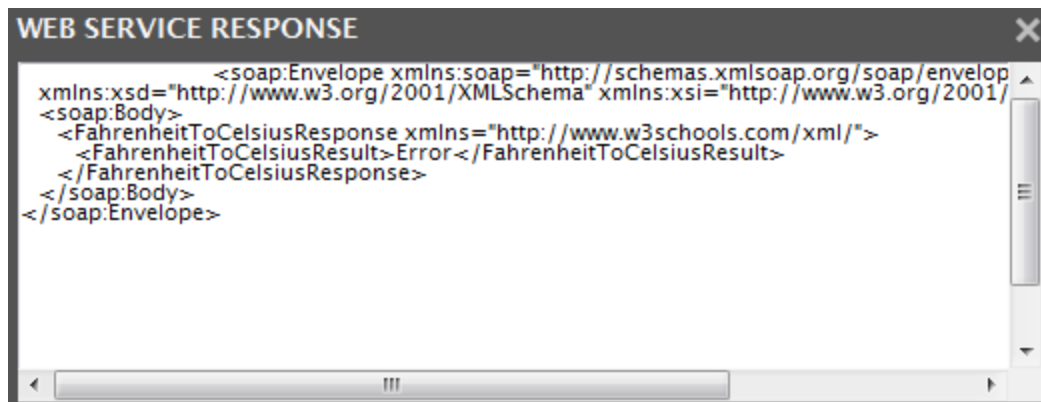 WEB SERVICE RESPONSE
<soap:Envelope xmlns:soap="http://schemas.xmlsoap.org/soap/envelop
xmlns:xsd="http://www.w3.org/2001/XMLSchema" xmlns:xsi="http://www.w3.org/2001/
<soap:Body>
<FahrenheitToCelsiusResponse xmlns="http://www.w3schools.com/xml/">
<FahrenheitToCelsiusResult>Error</FahrenheitToCelsiusResult>
</FahrenheitToCelsiusResponse>
</soap:Body>
</soap:Envelope>